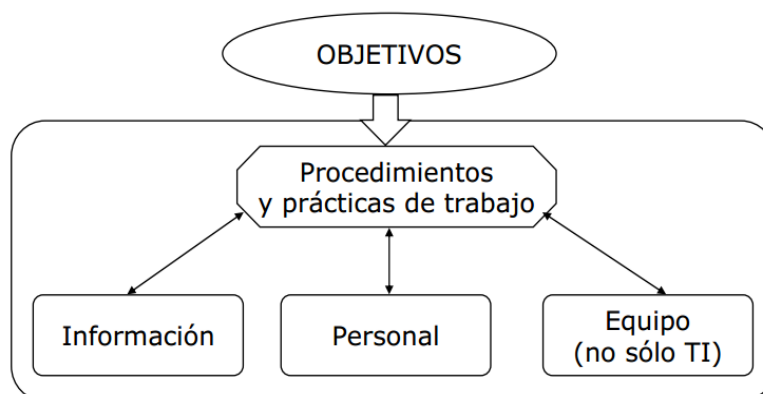 OBJETIVOS
Procedimientos
y prácticas de trabajo
Información
Personal
Equipo
(no sólo TI)